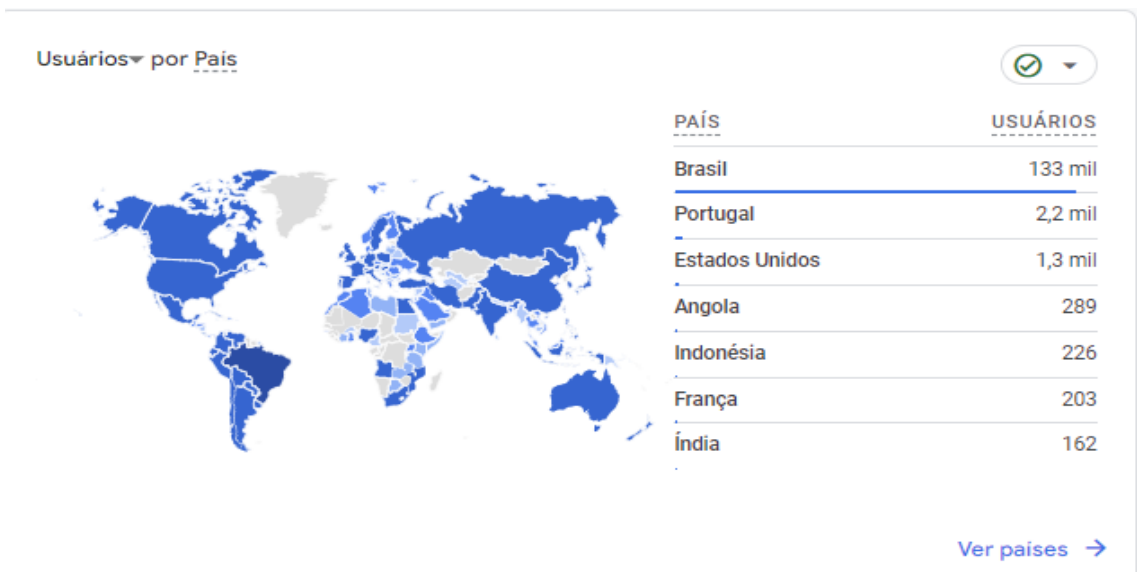 Usuários por País
PAÍS USUÁRIOS
Brasil 133 mil
Portugal 2,2 mil
Estados Unidos 1,3 mil
Angola 289
Indonésia 226
França 203
Índia 162
Ver países